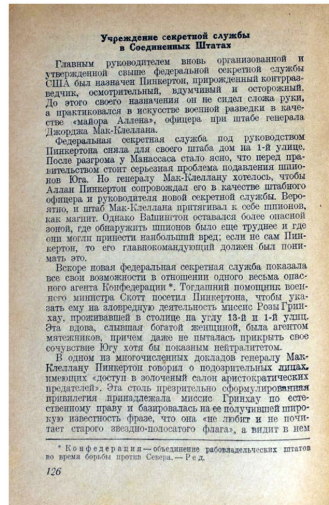 Учреждение секретной службы
в Соединенных Штатах
Главным руководителем вновь организованной и
утвержденной свыше федеральной секретной службы
США был назначен Пинкертон, прирожденный контрраз-
ведчик, осмотрительный, вдумчивый и осторожный.
До этого своего назначения он не сидел сложа руки,
а практиковался в искусстве военной разведки в каче-
стве «майора Аллена», офицера при штабе генерала
Джорджа Мак-Клеллана.
Федеральная секретная служба под руководством
Пинкертона сняла для своего штаба дом на 1-й улице.
После разгрома у Манассаса стало ясно, что перед пра-
вительством стоит серьезная проблема подавления шпи-
онов Юга. Но генералу Мак-Клеллану хотелось, чтобы
Аллан Пинкертон сопровождал его в качестве штабного
офицера и руководителя новой секретной службы. Веро-
ятно, и штаб Мак-Клеллана притягивал к себе шпионов,
как магнит. Однако Вашингтон оставался более опасной
зоной, где обнаружить шпионов было еще труднее и где
они могли принести наибольший вред; если не сам Пин-
кертон, то его главнокомандующий должен был пони-
мать это.
Вскоре новая федеральная секретная служба показала
все свои возможности в отношении одного весьма опас-
ного агента Конфедерации *. Тогдашний помощник воен-
ного министра Скотт посетил Пинкертона, чтобы ука-
зать ему на зловредную деятельность миссис Розы Грин-
хау, проживавшей в столице на углу 13-й и 1-й улиц.
Эта вдова, слывшая богатой женщиной, была агентом
мятежников, причем даже не пыталась прикрыть свое
сочувствие Югу хотя бы показным нейтралитетом.
В одном из многочисленных докладов генералу Мак-
Клеллану Пинкертон говорил о подозрительных лицах,
имеющих «доступ в золоченый салон аристократических
предателей». Эта столь презрительно сформулированная
привилегия принадлежала миссис Гринхау по есте-
ственному праву и базировалась на ее получившей широ-
кую известность фразе, что она «не любит и не почи-
тает старого звездно-полосатого флага», а видит в нем
* Конфедерация — объединение рабовладельческих штатов
во время борьбы против Севера. — Ред.
126